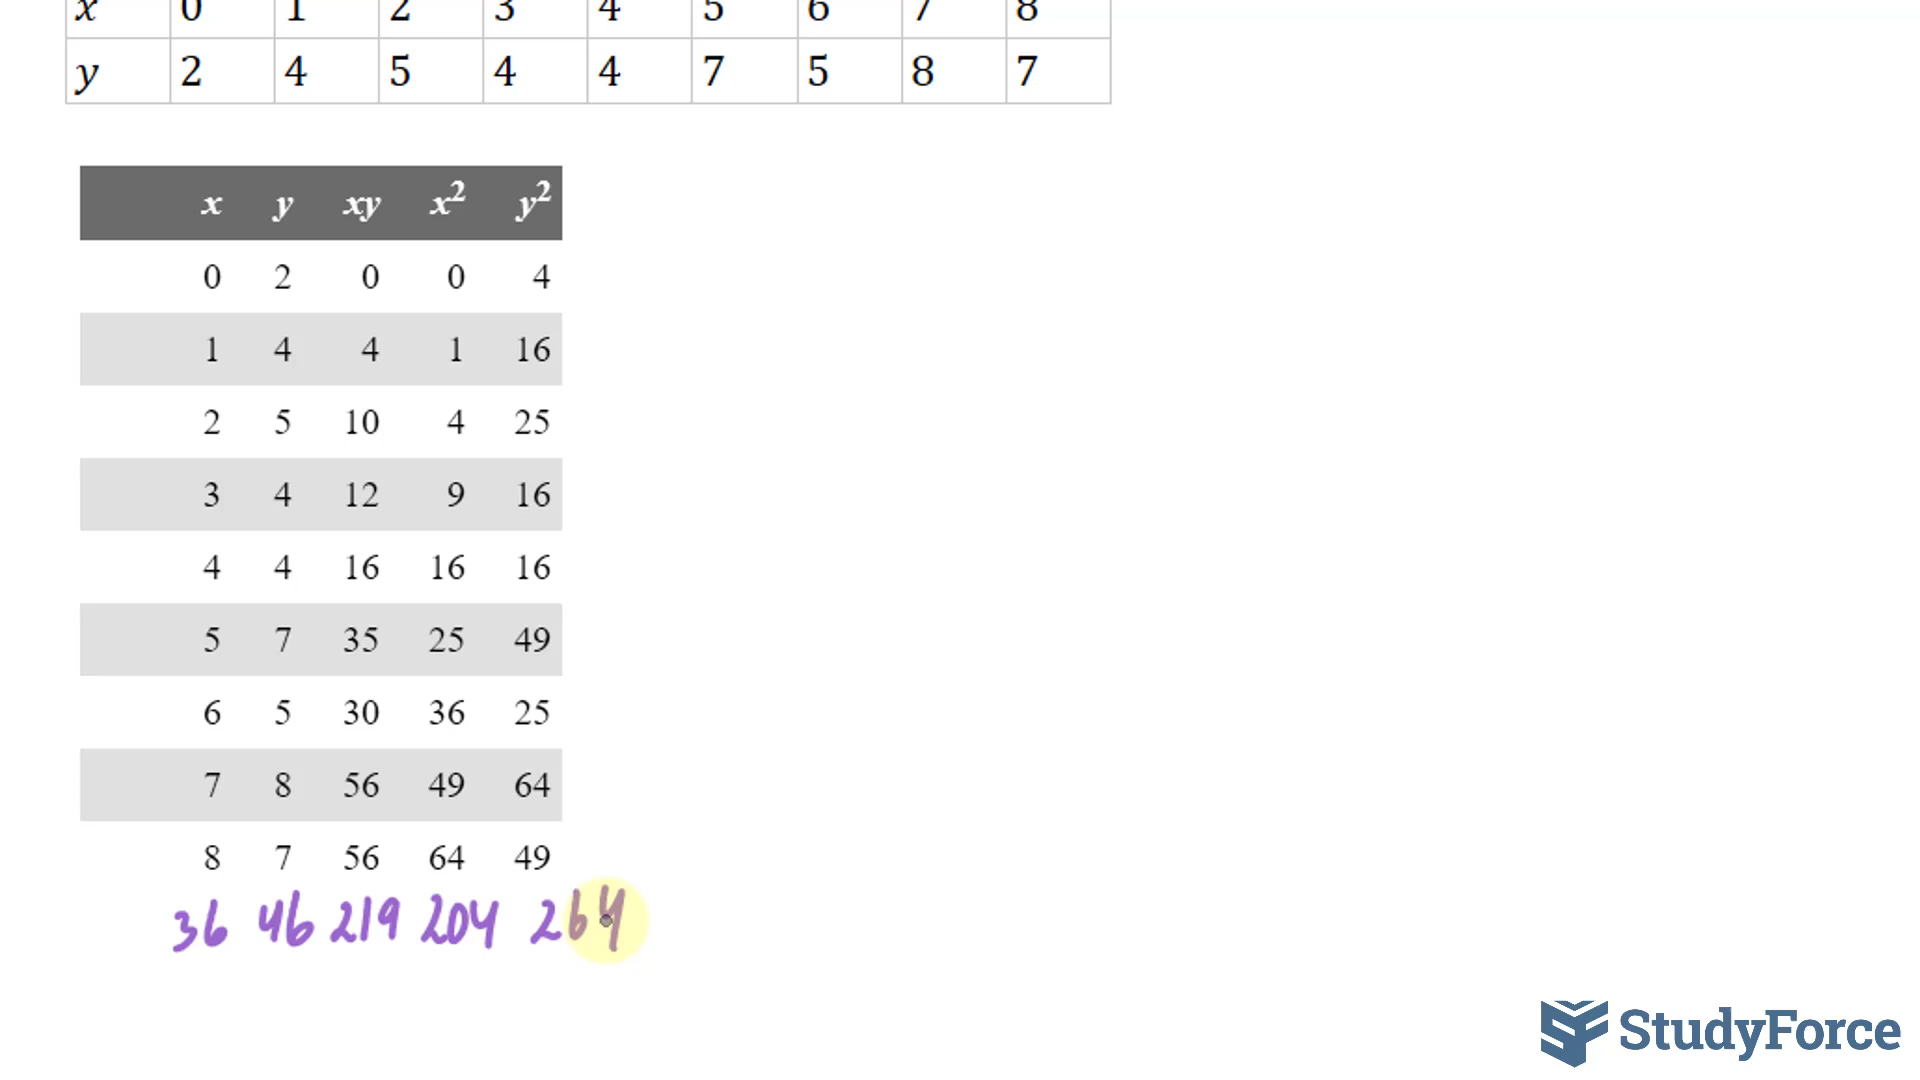 x 0 1 2 3 4 5 6 7 8
y 2 4 5 4 4 7 5 8 7
x y xy x² y²
0 2 0 0 4
1 4 4 1 16
2 5 10 4 25
3 4 12 9 16
4 4 16 16 16
5 7 35 25 49
6 5 30 36 25
7 8 56 49 64
8 7 56 64 49
36 46 219 204 264
StudyForce